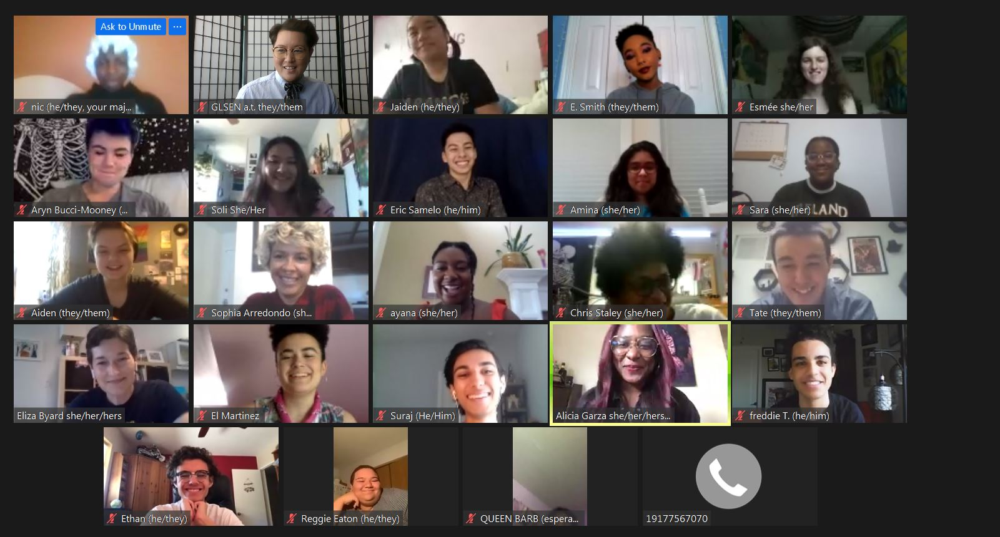 Ask to Unmute
...
nic (he/they, your maj...
GLSEN a.t. they/them
Jaiden (he/they)
E. Smith (they/them)
Esmée she/her
Aryn Bucci-Mooney (...
Soli She/Her
Eric Samelo (he/him)
Amina (she/her)
Sara (she/her)
Aiden (they/them)
Sophia Arredondo (sh...
ayana (she/her)
Chris Staley (she/her)
Tate (they/them)
Eliza Byard she/her/hers
El Martinez
Suraj (He/Him)
Alicia Garza she/her/hers...
freddie T. (he/him)
Ethan (he/they)
Reggie Eaton (he/they)
QUEEN BARB (espera...
19177567070